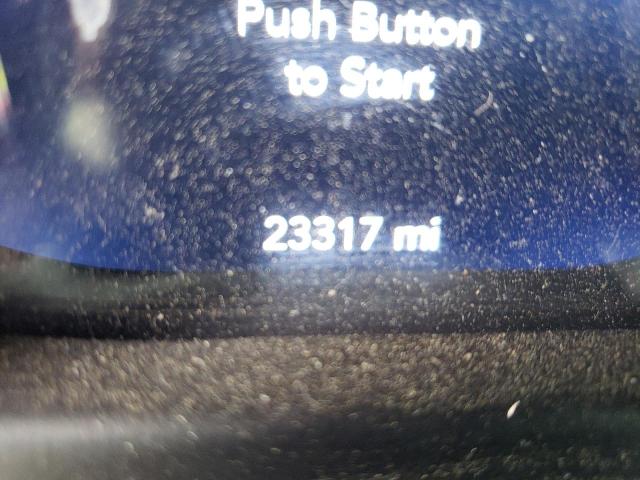 Push Button
to Start
23317 mi